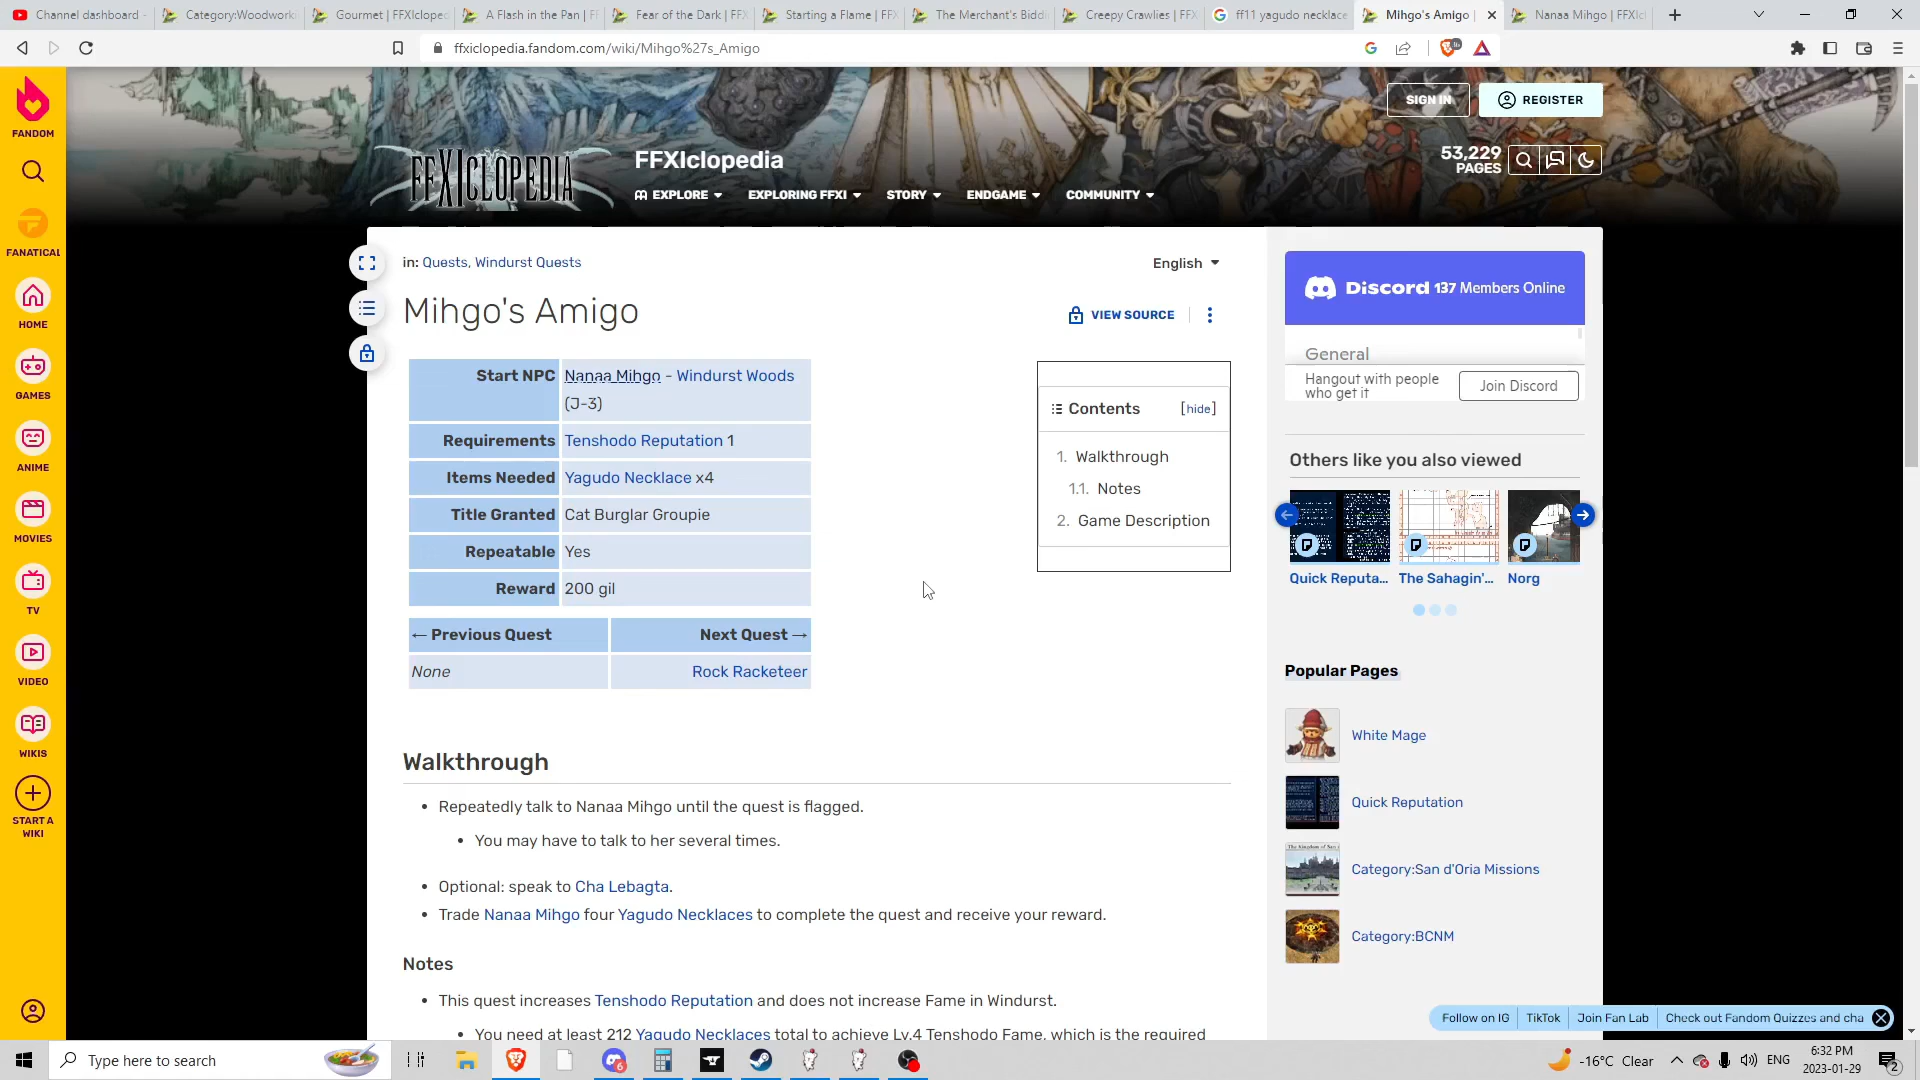 Channel dashboard -
Category:Woodwork
Gourmet | FFXIclope
A Flash in the Pan | F
Fear of the Dark | FFX
Starting a Flame | FFX
The Merchant's Biddi
Creepy Crawlies | FFX
ff11 yagudo necklace
Mihgo's Amigo |
Nanaa Mihgo | FFXIcl
ffxiclopedia.fandom.com/wiki/Mihgo%27s_Amigo
FANDOM
FANATICAL
HOME
GAMES
ANIME
MOVIES
TV
VIDEO
WIKIS
START A
WIKI
SIGN IN
REGISTER
FFXICLOPEDIA
FFXIclopedia
53,229
PAGES
EXPLORE
EXPLORING FFXI
STORY
ENDGAME
COMMUNITY
in: Quests, Windurst Quests
English
Mihgo's Amigo
VIEW SOURCE
Start NPC Nanaa Mihgo - Windurst Woods
(J-3)
Requirements Tenshodo Reputation 1
Items Needed Yagudo Necklace x4
Title Granted Cat Burglar Groupie
Repeatable Yes
Reward 200 gil
← Previous Quest Next Quest →
None Rock Racketeer
Contents [hide]
1. Walkthrough
1.1. Notes
2. Game Description
Walkthrough
• Repeatedly talk to Nanaa Mihgo until the quest is flagged.
• You may have to talk to her several times.
• Optional: speak to Cha Lebagta.
• Trade Nanaa Mihgo four Yagudo Necklaces to complete the quest and receive your reward.
Notes
• This quest increases Tenshodo Reputation and does not increase Fame in Windurst.
• You need at least 212 Yagudo Necklaces total to achieve Lv.4 Tenshodo Fame, which is the required
Discord 137 Members Online
General
Hangout with people
who get it
Join Discord
Others like you also viewed
Quick Reputa...
The Sahagin'...
Norg
Popular Pages
White Mage
Quick Reputation
Category:San d'Oria Missions
Category:BCNM
Follow on IG
TikTok
Join Fan Lab
Check out Fandom Quizzes and cha
Type here to search
6
-16°C Clear
ENG
6:32 PM
2023-01-29
2